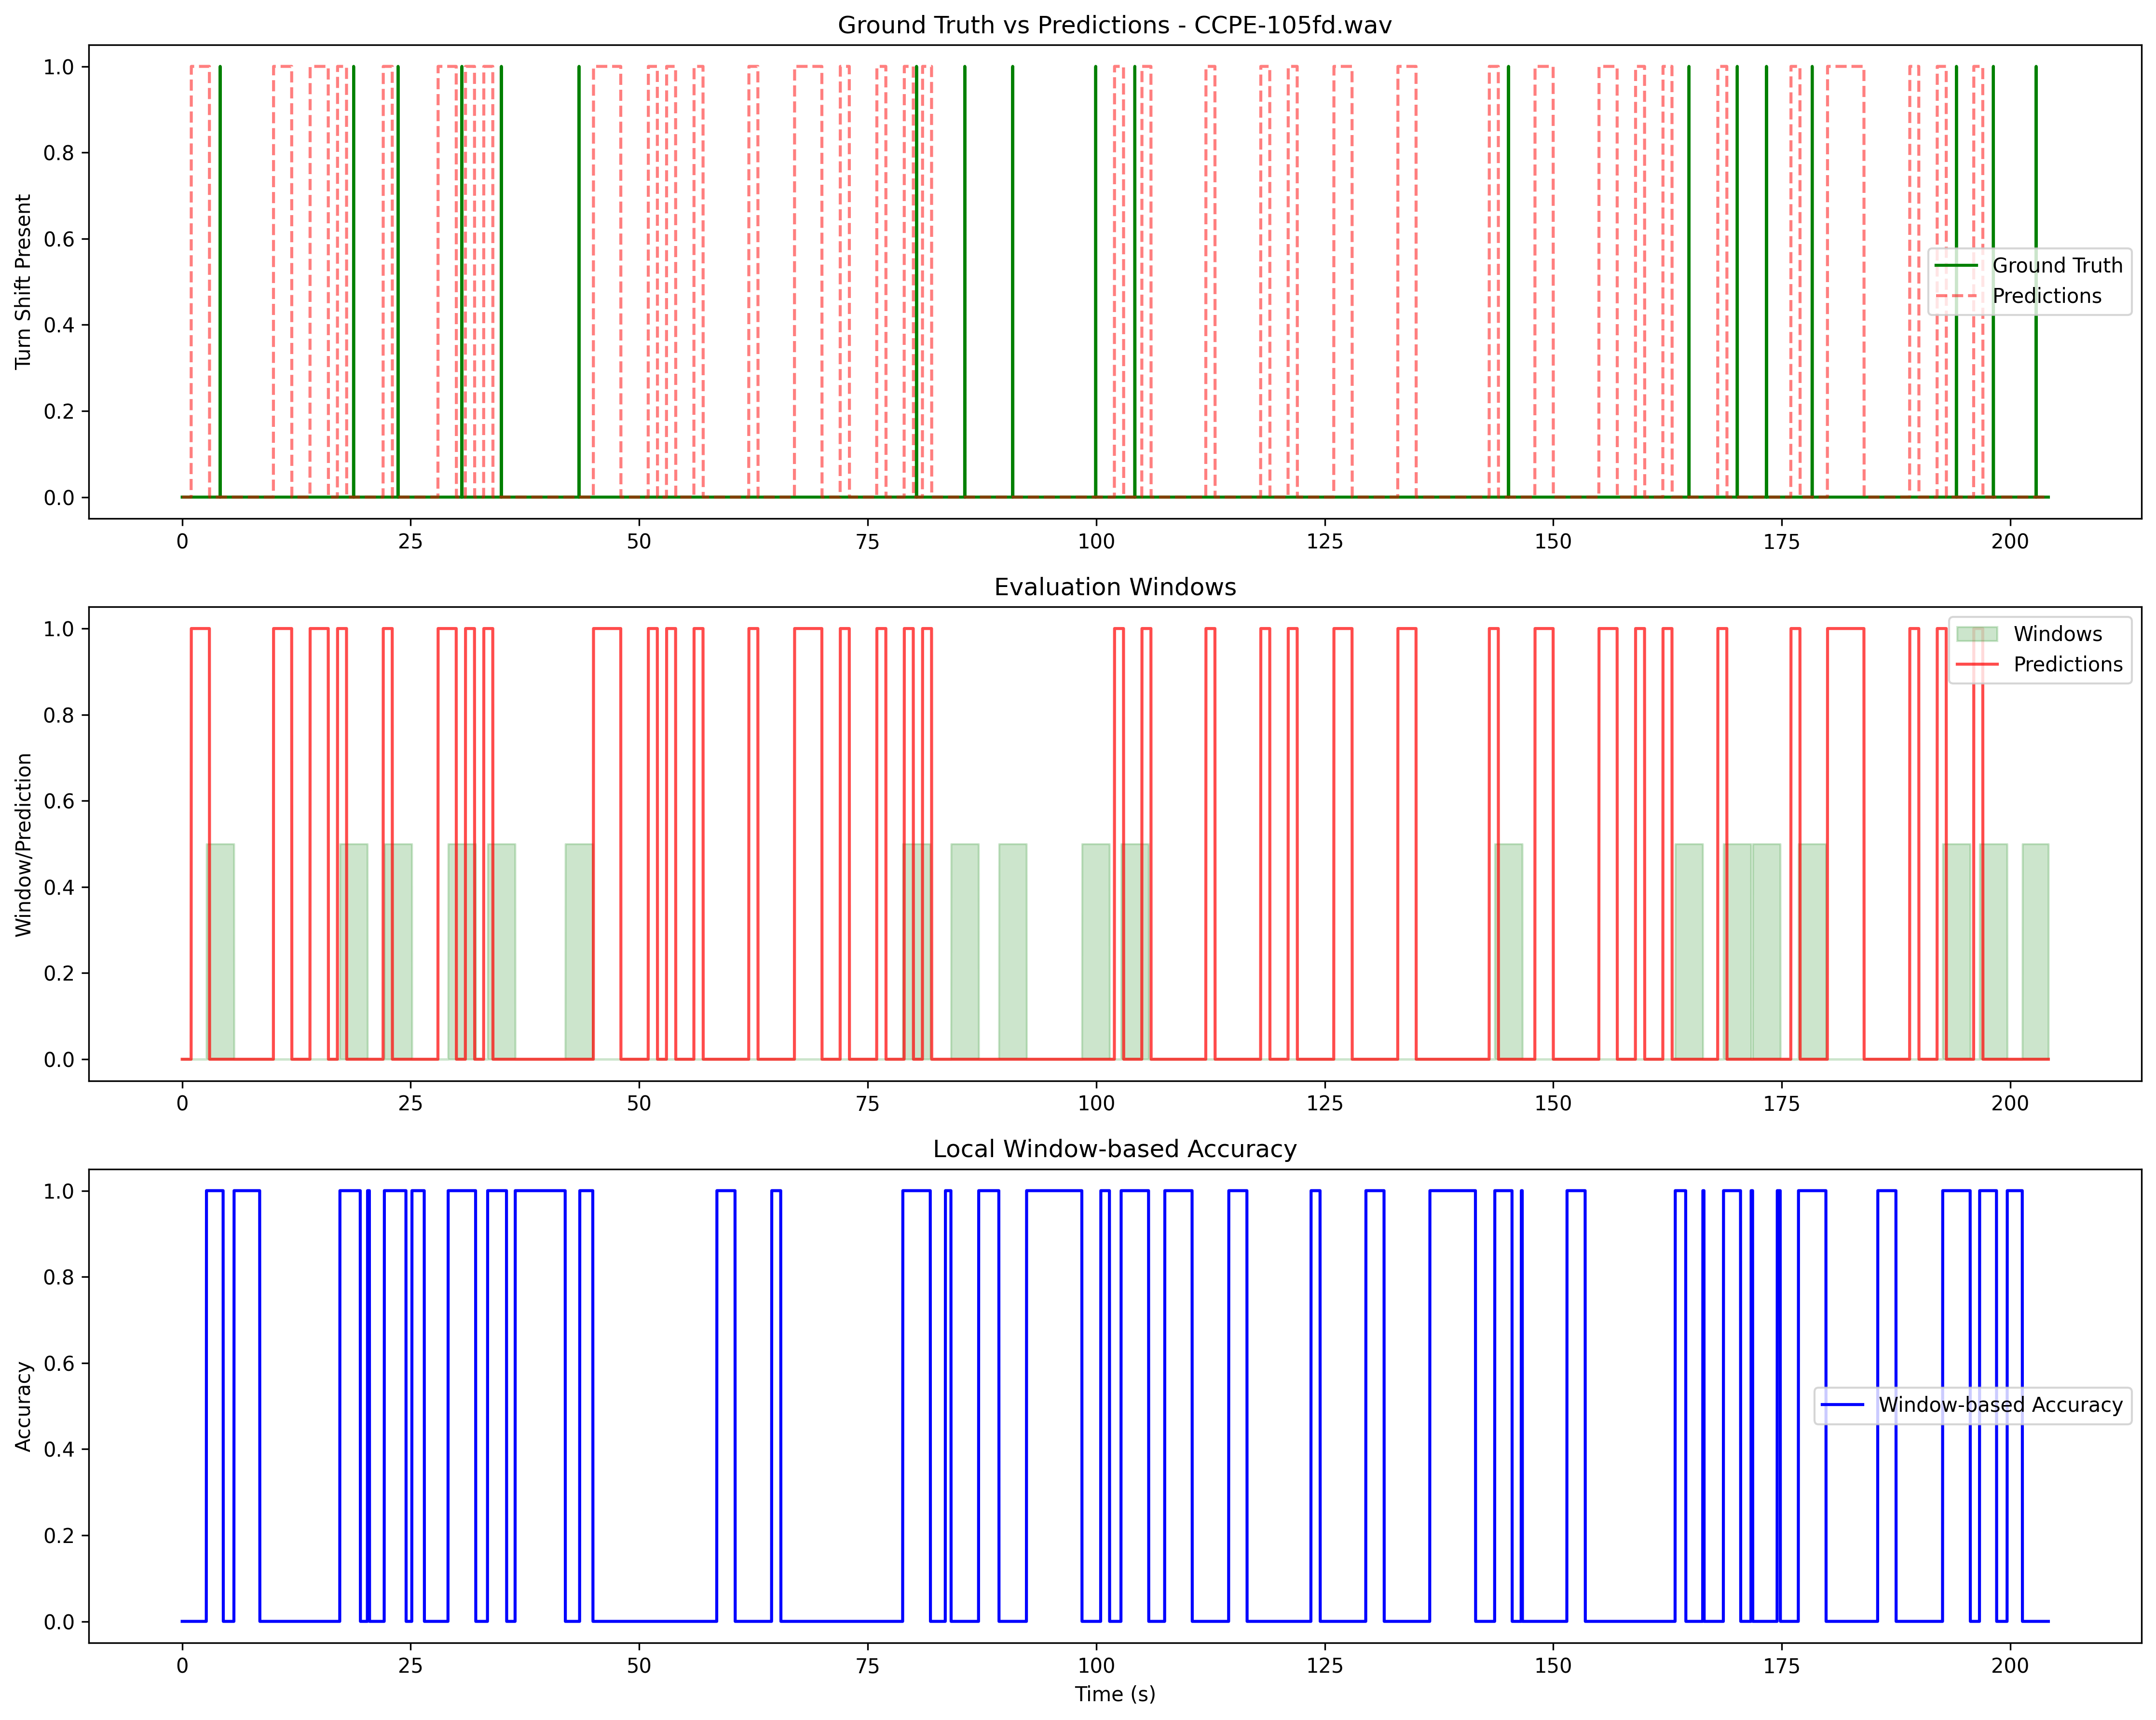 Ground Truth vs Predictions - CCPE-105fd.wav
Turn Shift Present
1.0
0.8
0.6
0.4
0.2
0.0
Ground Truth
Predictions
0 25 50 75 100 125 150 175 200
Evaluation Windows
Window/Prediction
1.0
0.8
0.6
0.4
0.2
0.0
Windows
Predictions
0 25 50 75 100 125 150 175 200
Local Window-based Accuracy
Accuracy
1.0
0.8
0.6
0.4
0.2
0.0
Window-based Accuracy
0 25 50 75 100 125 150 175 200
Time (s)